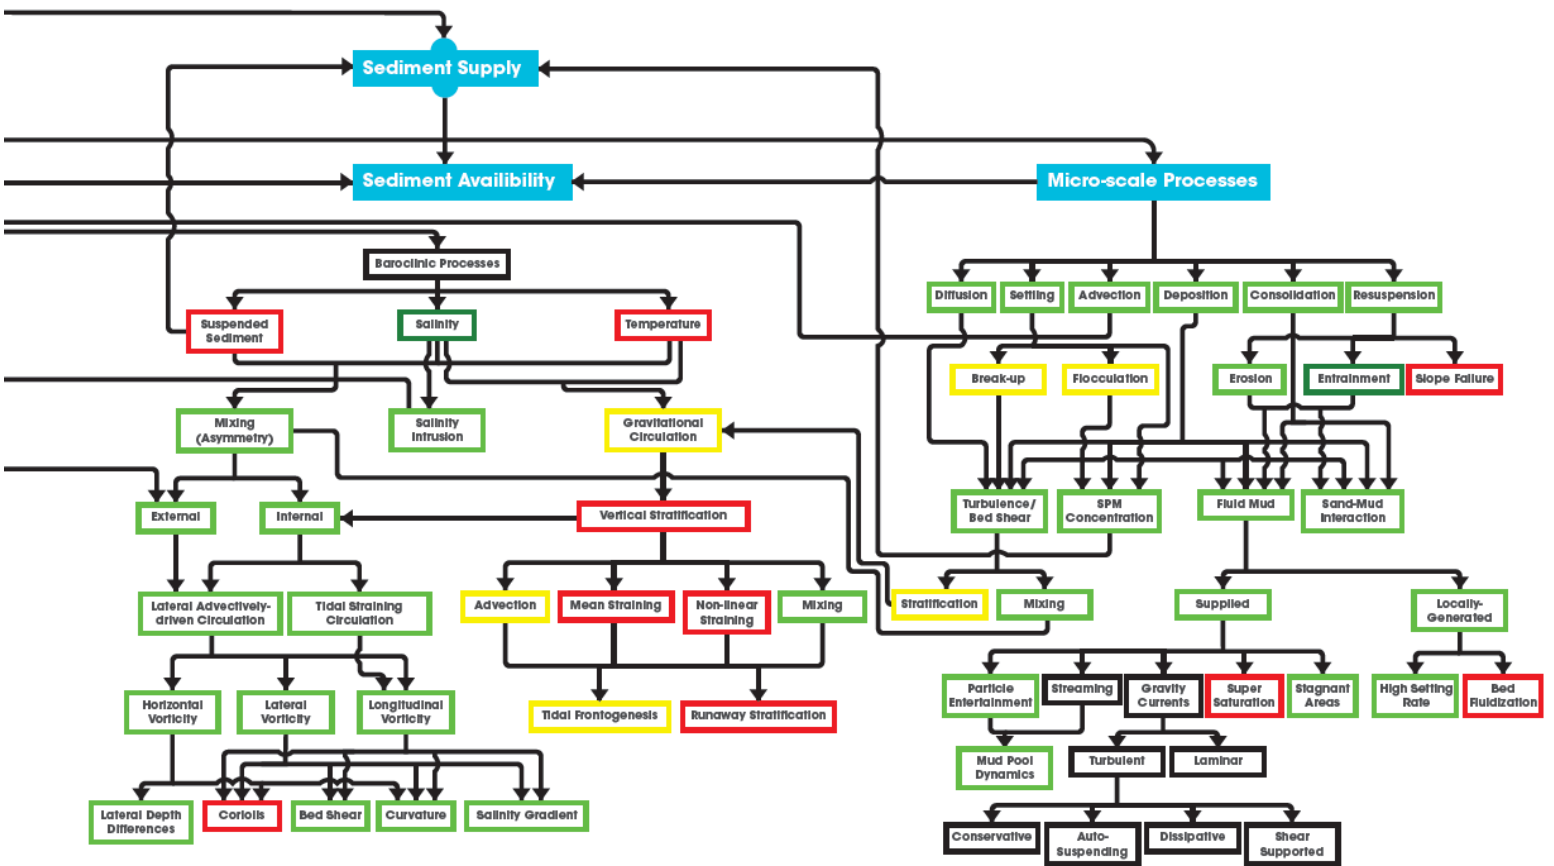 Sediment Supply
Sediment Availibility
Micro-scale Processes
Baroclinic Processes
Diffusion
Settling
Advection
Deposition
Consolidation
Resuspension
Suspended
Sediment
Salinity
Temperature
Break-up
Flocculation
Erosion
Entrainment
Slope Failure
Mixing
(Asymmetry)
Salinity
Intrusion
Gravitational
Circulation
External
Internal
Vertical Stratification
Turbulence/
Bed Shear
SPM
Concentration
Fluid Mud
Sand-Mud
Interaction
Lateral Advectively-
driven Circulation
Tidal Straining
Circulation
Advection
Mean Straining
Non-linear
Straining
Mixing
Stratification
Mixing
Supplied
Locally-
Generated
Horizontal
Vorticity
Lateral
Vorticity
Longitudinal
Vorticity
Tidal Frontogenesis
Runaway Stratification
Particle
Entertainment
Streaming
Gravity
Currents
Super
Saturation
Stagnant
Areas
High Setting
Rate
Bed
Fluidization
Mud Pool
Dynamics
Turbulent
Laminar
Lateral Depth
Differences
Coriolis
Bed Shear
Curvature
Salinity Gradient
Conservative
Auto-
Suspending
Dissipative
Shear
Supported